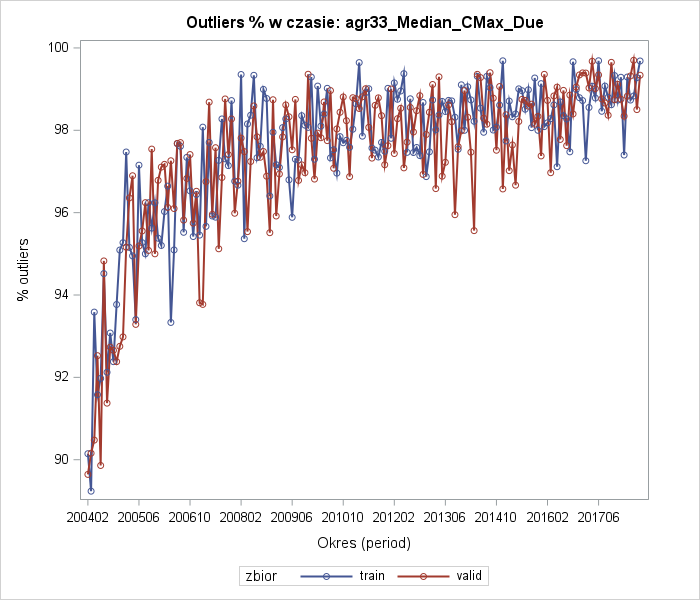 Outliers % w czasie: agr33_Median_CMax_Due
100
98
96
94
92
90
% outliers
200402 200506 200610 200802 200906 201010 201202 201306 201410 201602 201706
Okres (period)
zbior train valid